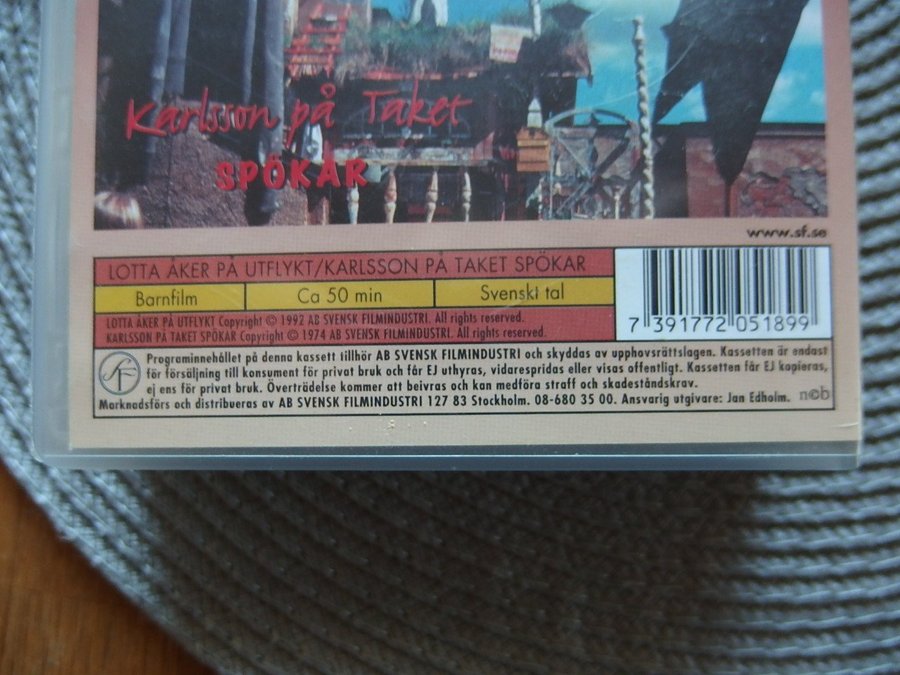 Karlsson på Taket
SPÖKAR
www.sf.se
LOTTA ÅKER PÅ UTFLYKT/KARLSSON PÅ TAKET SPÖKAR
Barnfilm Ca 50 min Svenskt tal
LOTTA ÅKER PÅ UTFLYKT Copyright © 1992 AB SVENSK FILMINDUSTRI. All rights reserved.
KARLSSON PÅ TAKET SPÖKAR Copyright © 1974 AB SVENSK FILMINDUSTRI. All rights reserved.
7 391772 051899
SF
Programinnehållet på denna kassett tillhör AB SVENSK FILMINDUSTRI och skyddas av upphovsrättslagen. Kassetten är endast
för försäljning till konsument för privat bruk och får EJ uthyras, vidarespridas eller visas offentligt. Kassetten får EJ kopieras,
ej ens för privat bruk. Överträdelse kommer att beivras och kan medföra straff och skadeståndskrav.
Marknadsförs och distribueras av AB SVENSK FILMINDUSTRI 127 83 Stockholm. 08-680 35 00. Ansvarig utgivare: Jan Edholm.
n©b